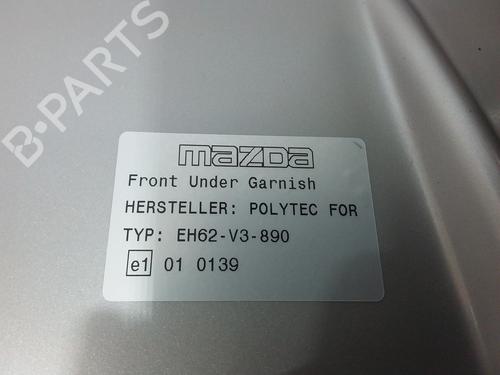 B-PARTS
mazda
Front Under Garnish
HERSTELLER: POLYTEC FOR
TYP: EH62-V3-890
e1 01 0139